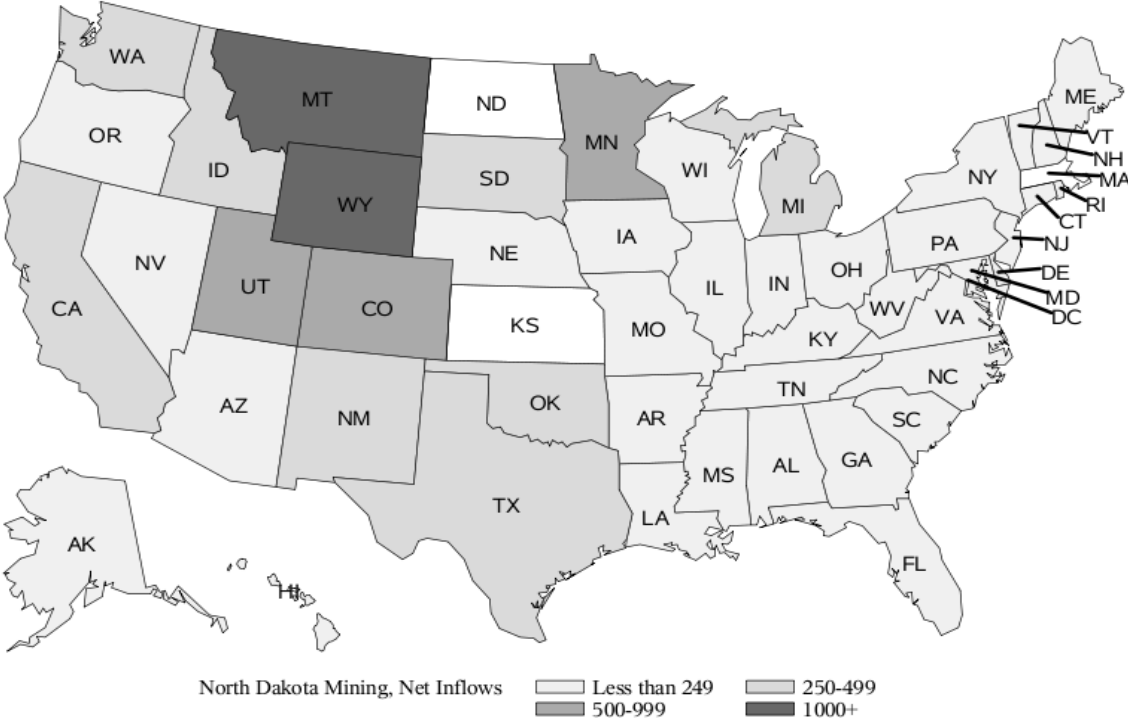 WA
MT
ND
MN
ME
OR
ID
SD
WI
VT
NH
NY
MA
WY
MI
RI
CT
IA
PA
NJ
NE
NV
UT
IL
IN
OH
DE
MD
CA
CO
WV
VA
DC
KS
MO
KY
NC
TN
AZ
NM
OK
AR
SC
MS
AL
GA
TX
LA
AK
FL
HI
North Dakota Mining, Net Inflows
Less than 249
250-499
500-999
1000+